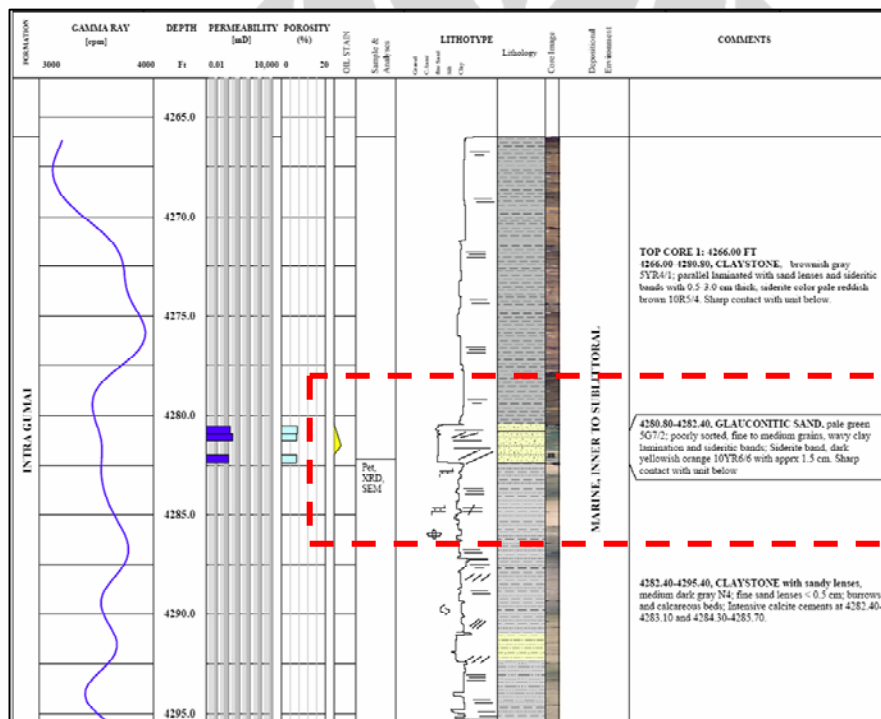 FORMATION
GAMMA RAY
[cpm]
3000 4000
DEPTH
Ft
PERMEABILITY
[mD]
0.01 10,000
POROSITY
(%)
0 20
OIL STAIN
Sample &
Analyses
LITHOTYPE
Gravel
Silt
Clay
Lithology
Core Image
Depositional
Environment
COMMENTS
4265.0
4270.0
4275.0
4280.0
4285.0
4290.0
4295.0
INTRA GUMAI
Pet,
XRD,
SEM
MARINE, INNER TO SUBLITTORAL
TOP CORE 1: 4266.00 FT
4266.00-4280.80, CLAYSTONE, brownish gray
5YR4/1; parallel laminated with sand lenses and sideritic
bands with 0.5-3.0 cm thick, siderite color pale reddish
brown 10R5/4. Sharp contact with unit below.
4280.80-4282.40, GLAUCONITIC SAND, pale green
5G7/2; poorly sorted, fine to medium grains, wavy clay
lamination and sideritic bands; Siderite band, dark
yellowish orange 10YR6/6 with apprx 1.5 cm. Sharp
contact with unit below
4282.40-4295.40, CLAYSTONE with sandy lenses,
medium dark gray N4; fine sand lenses < 0.5 cm; burrows
and calcareous beds; Intensive calcite cements at 4282.40-
4283.10 and 4284.30-4285.70.